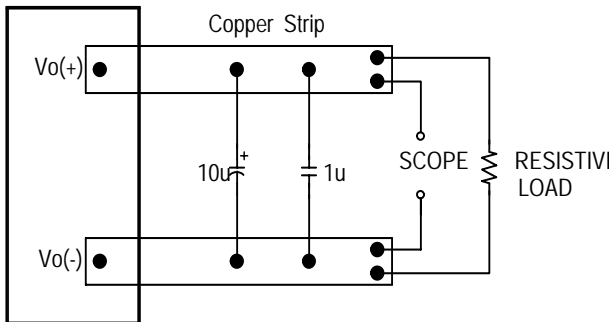 Copper Strip
Vo(+)
10u
+
1u
SCOPE
RESISTIVE
LOAD
Vo(-)